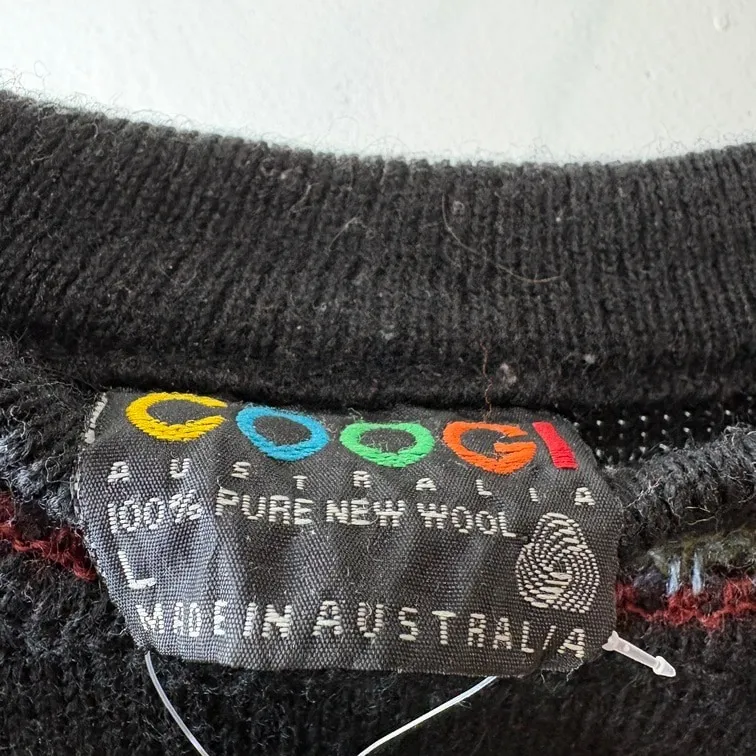 COOGI
AUSTRALIA
100% PURE NEW WOOL
L
MADE IN AUSTRALIA